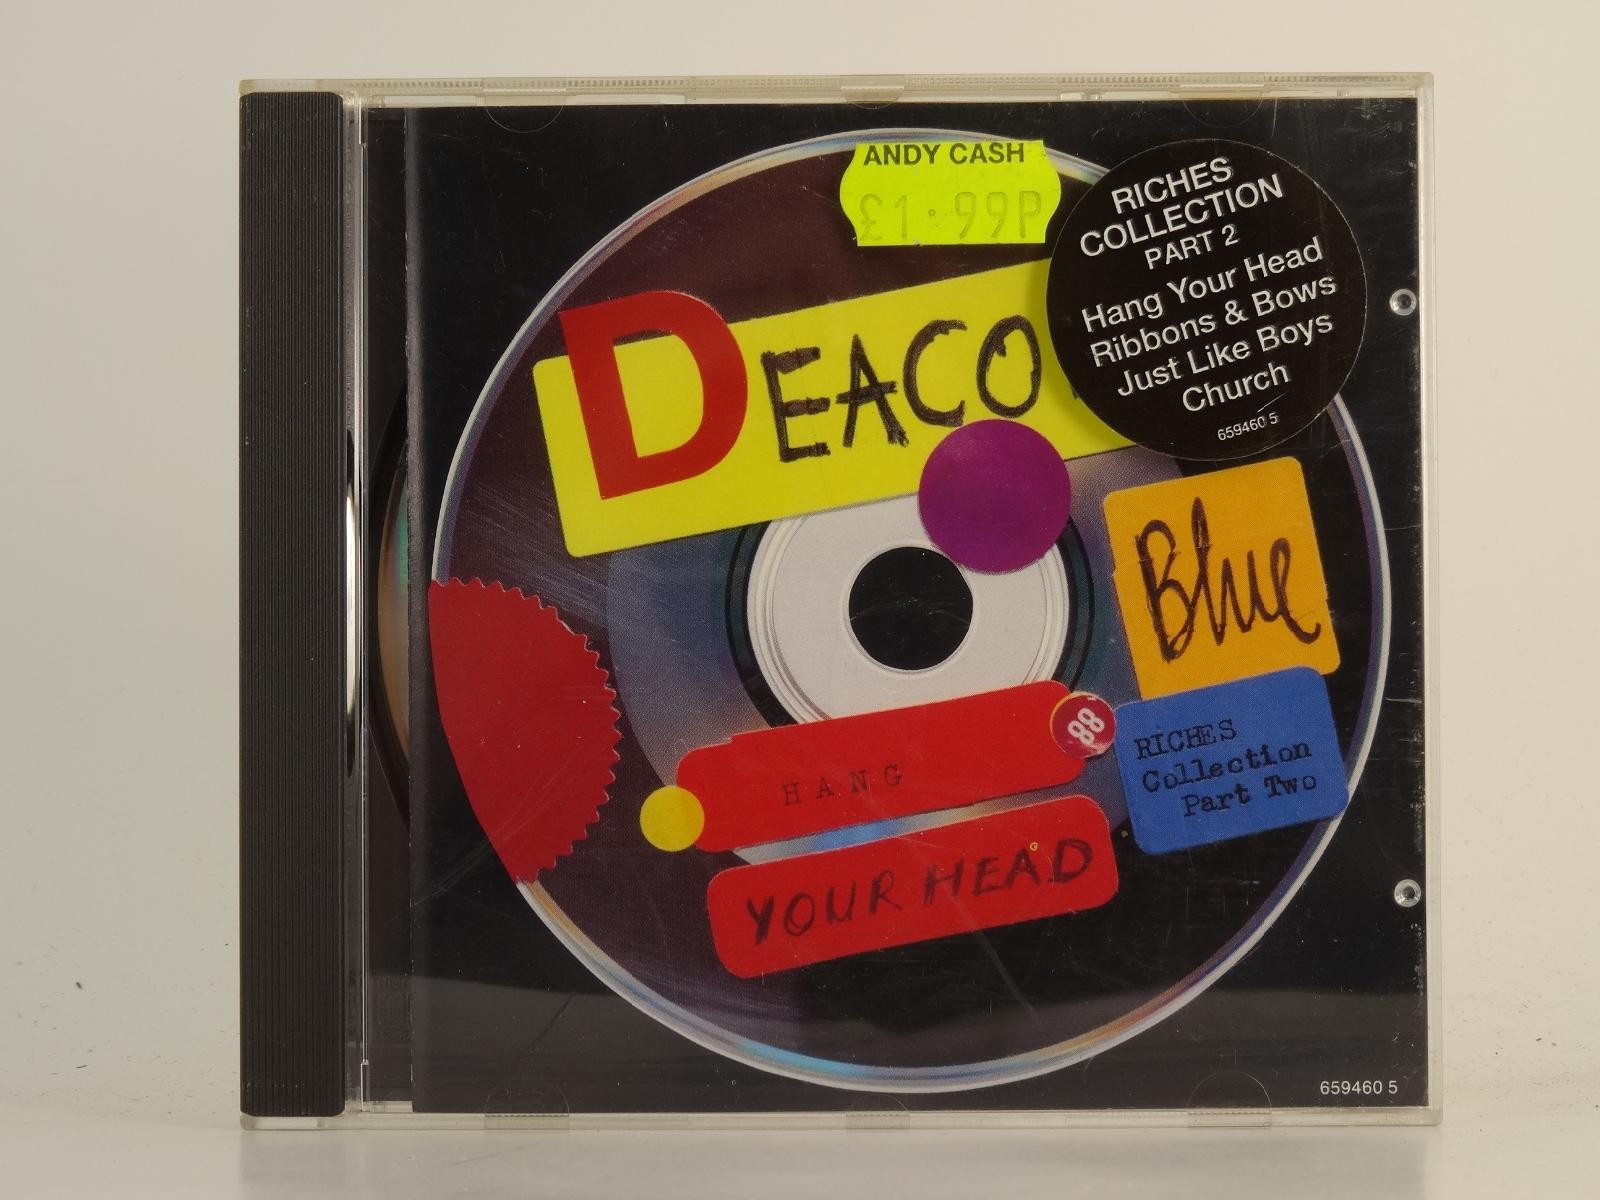 ANDY CASH
£1.99P
RICHES
COLLECTION
PART 2
Hang Your Head
Ribbons & Bows
Just Like Boys
Church
659460 5
DEACO
Blue
88
RICHES
Collection
Part Two
HANG
YOUR HEAD
659460 5